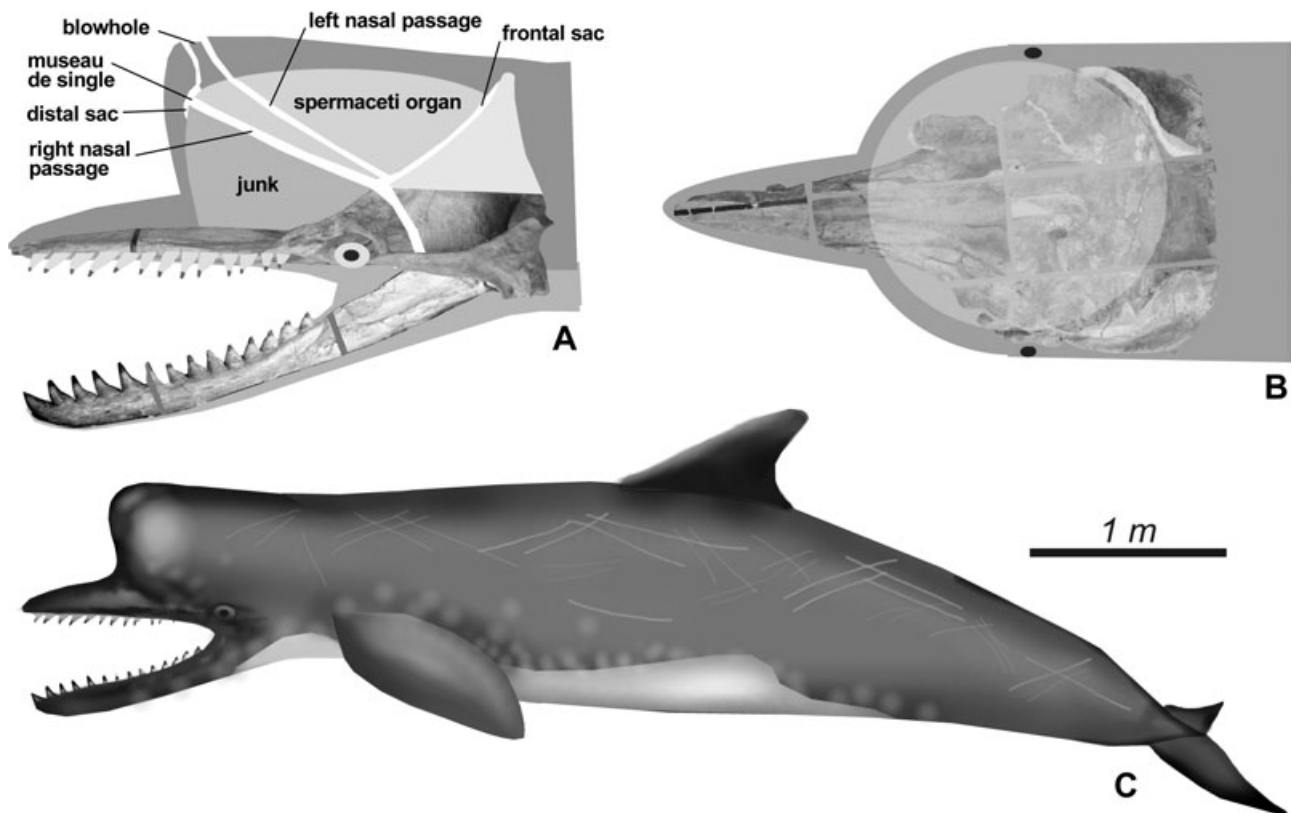 blowhole
left nasal passage
frontal sac
museau
de single
spermaceti organ
distal sac
right nasal
passage
junk
A
B
1 m
C